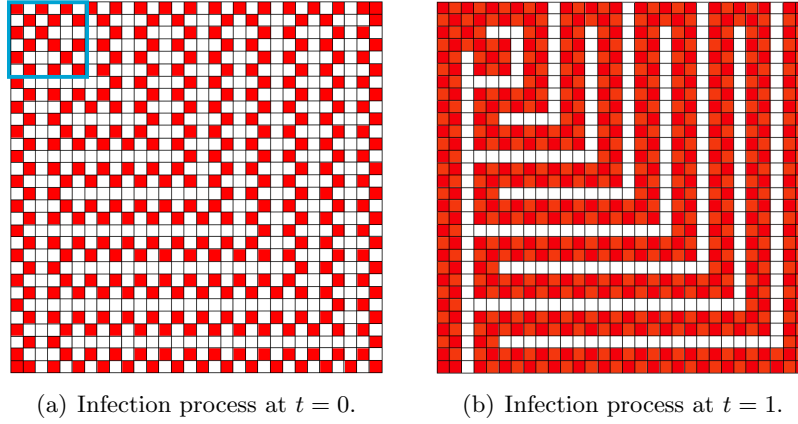 (a) Infection process at t = 0.
(b) Infection process at t = 1.